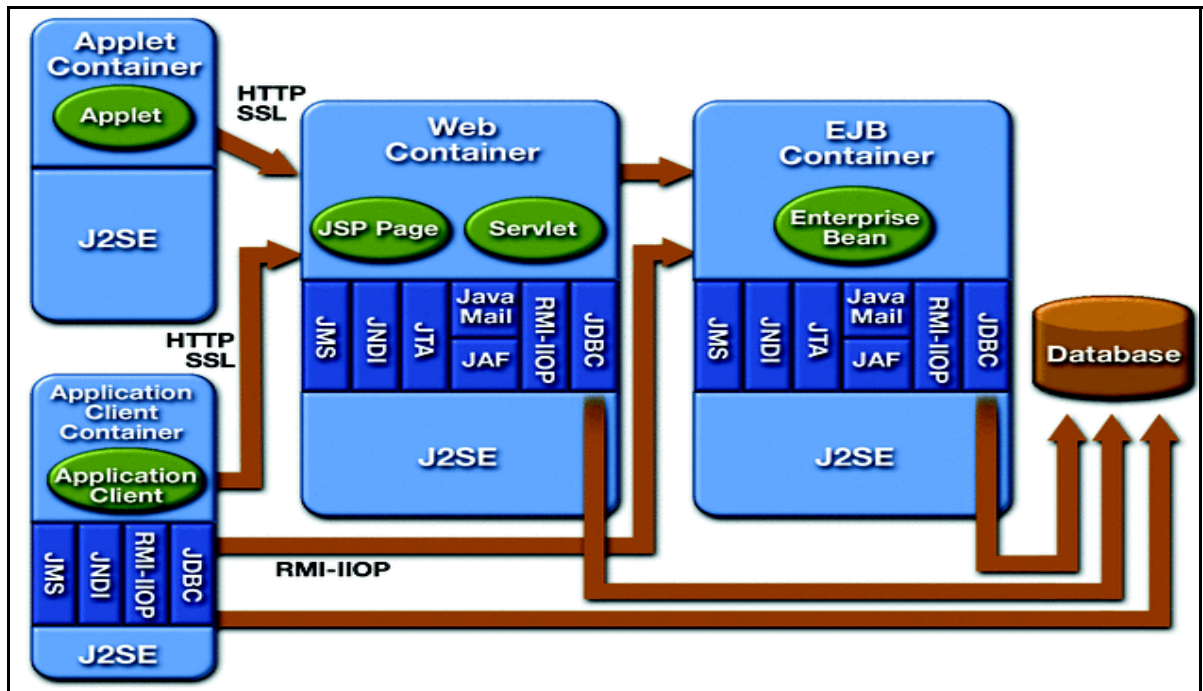 Applet
Container
Applet
J2SE
HTTP
SSL
Web
Container
JSP Page
Servlet
JMS
JNDI
JTA
Java
Mail
JAF
RMI-IIOP
JDBC
J2SE
EJB
Container
Enterprise
Bean
JMS
JNDI
JTA
Java
Mail
JAF
RMI-IIOP
JDBC
J2SE
Database
HTTP
SSL
Application
Client
Container
Application
Client
JMS
JNDI
RMI-IIOP
JDBC
J2SE
RMI-IIOP